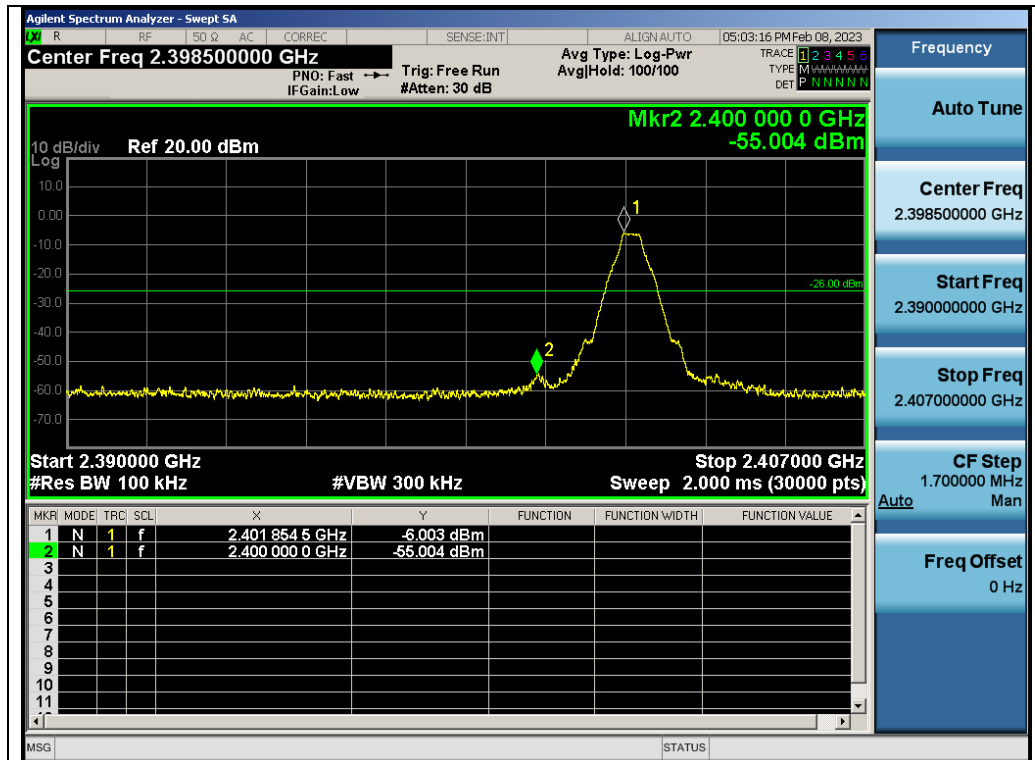 Agilent Spectrum Analyzer - Swept SA
LXI R RF 50 Ω AC CORREC SENSE:INT ALIGN AUTO 05:03:16 PM Feb 08, 2023
Center Freq 2.398500000 GHz
PNO: Fast
IFGain:Low
Trig: Free Run
#Atten: 30 dB
Avg Type: Log-Pwr
Avg|Hold: 100/100
TRACE 1 2 3 4 5 6
TYPE M
DET P N N N N N
Mkr2 2.400 000 0 GHz
-55.004 dBm
10 dB/div Ref 20.00 dBm
Log
10.0
0.00
-10.0
-20.0
-30.0
-40.0
-50.0
-60.0
-70.0
1
-26.00 dBm
2
Start 2.390000 GHz Stop 2.407000 GHz
#Res BW 100 kHz #VBW 300 kHz Sweep 2.000 ms (30000 pts)
MKR MODE TRC SCL X Y FUNCTION FUNCTION WIDTH FUNCTION VALUE
1 N 1 f 2.401 854 5 GHz -6.003 dBm
2 N 1 f 2.400 000 0 GHz -55.004 dBm
3
4
5
6
7
8
9
10
11
MSG STATUS
Frequency
Auto Tune
Center Freq
2.398500000 GHz
Start Freq
2.390000000 GHz
Stop Freq
2.407000000 GHz
CF Step
1.700000 MHz
Auto Man
Freq Offset
0 Hz